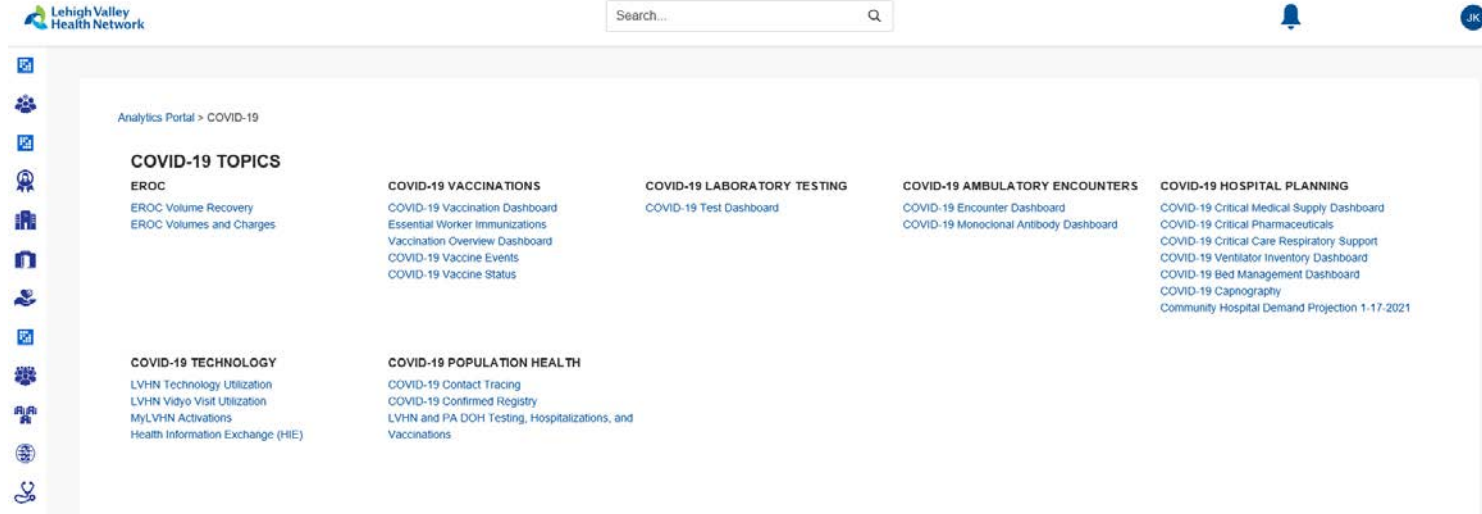 Lehigh Valley
Health Network
Search...
JK
Analytics Portal > COVID-19
COVID-19 TOPICS
EROC
EROC Volume Recovery
EROC Volumes and Charges
COVID-19 VACCINATIONS
COVID-19 Vaccination Dashboard
Essential Worker Immunizations
Vaccination Overview Dashboard
COVID-19 Vaccine Events
COVID-19 Vaccine Status
COVID-19 LABORATORY TESTING
COVID-19 Test Dashboard
COVID-19 AMBULATORY ENCOUNTERS
COVID-19 Encounter Dashboard
COVID-19 Monoclonal Antibody Dashboard
COVID-19 HOSPITAL PLANNING
COVID-19 Critical Medical Supply Dashboard
COVID-19 Critical Pharmaceuticals
COVID-19 Critical Care Respiratory Support
COVID-19 Ventilator Inventory Dashboard
COVID-19 Bed Management Dashboard
COVID-19 Capnography
Community Hospital Demand Projection 1-17-2021
COVID-19 TECHNOLOGY
LVHN Technology Utilization
LVHN Vidyo Visit Utilization
MyLVHN Activations
Health Information Exchange (HIE)
COVID-19 POPULATION HEALTH
COVID-19 Contact Tracing
COVID-19 Confirmed Registry
LVHN and PA DOH Testing, Hospitalizations, and
Vaccinations